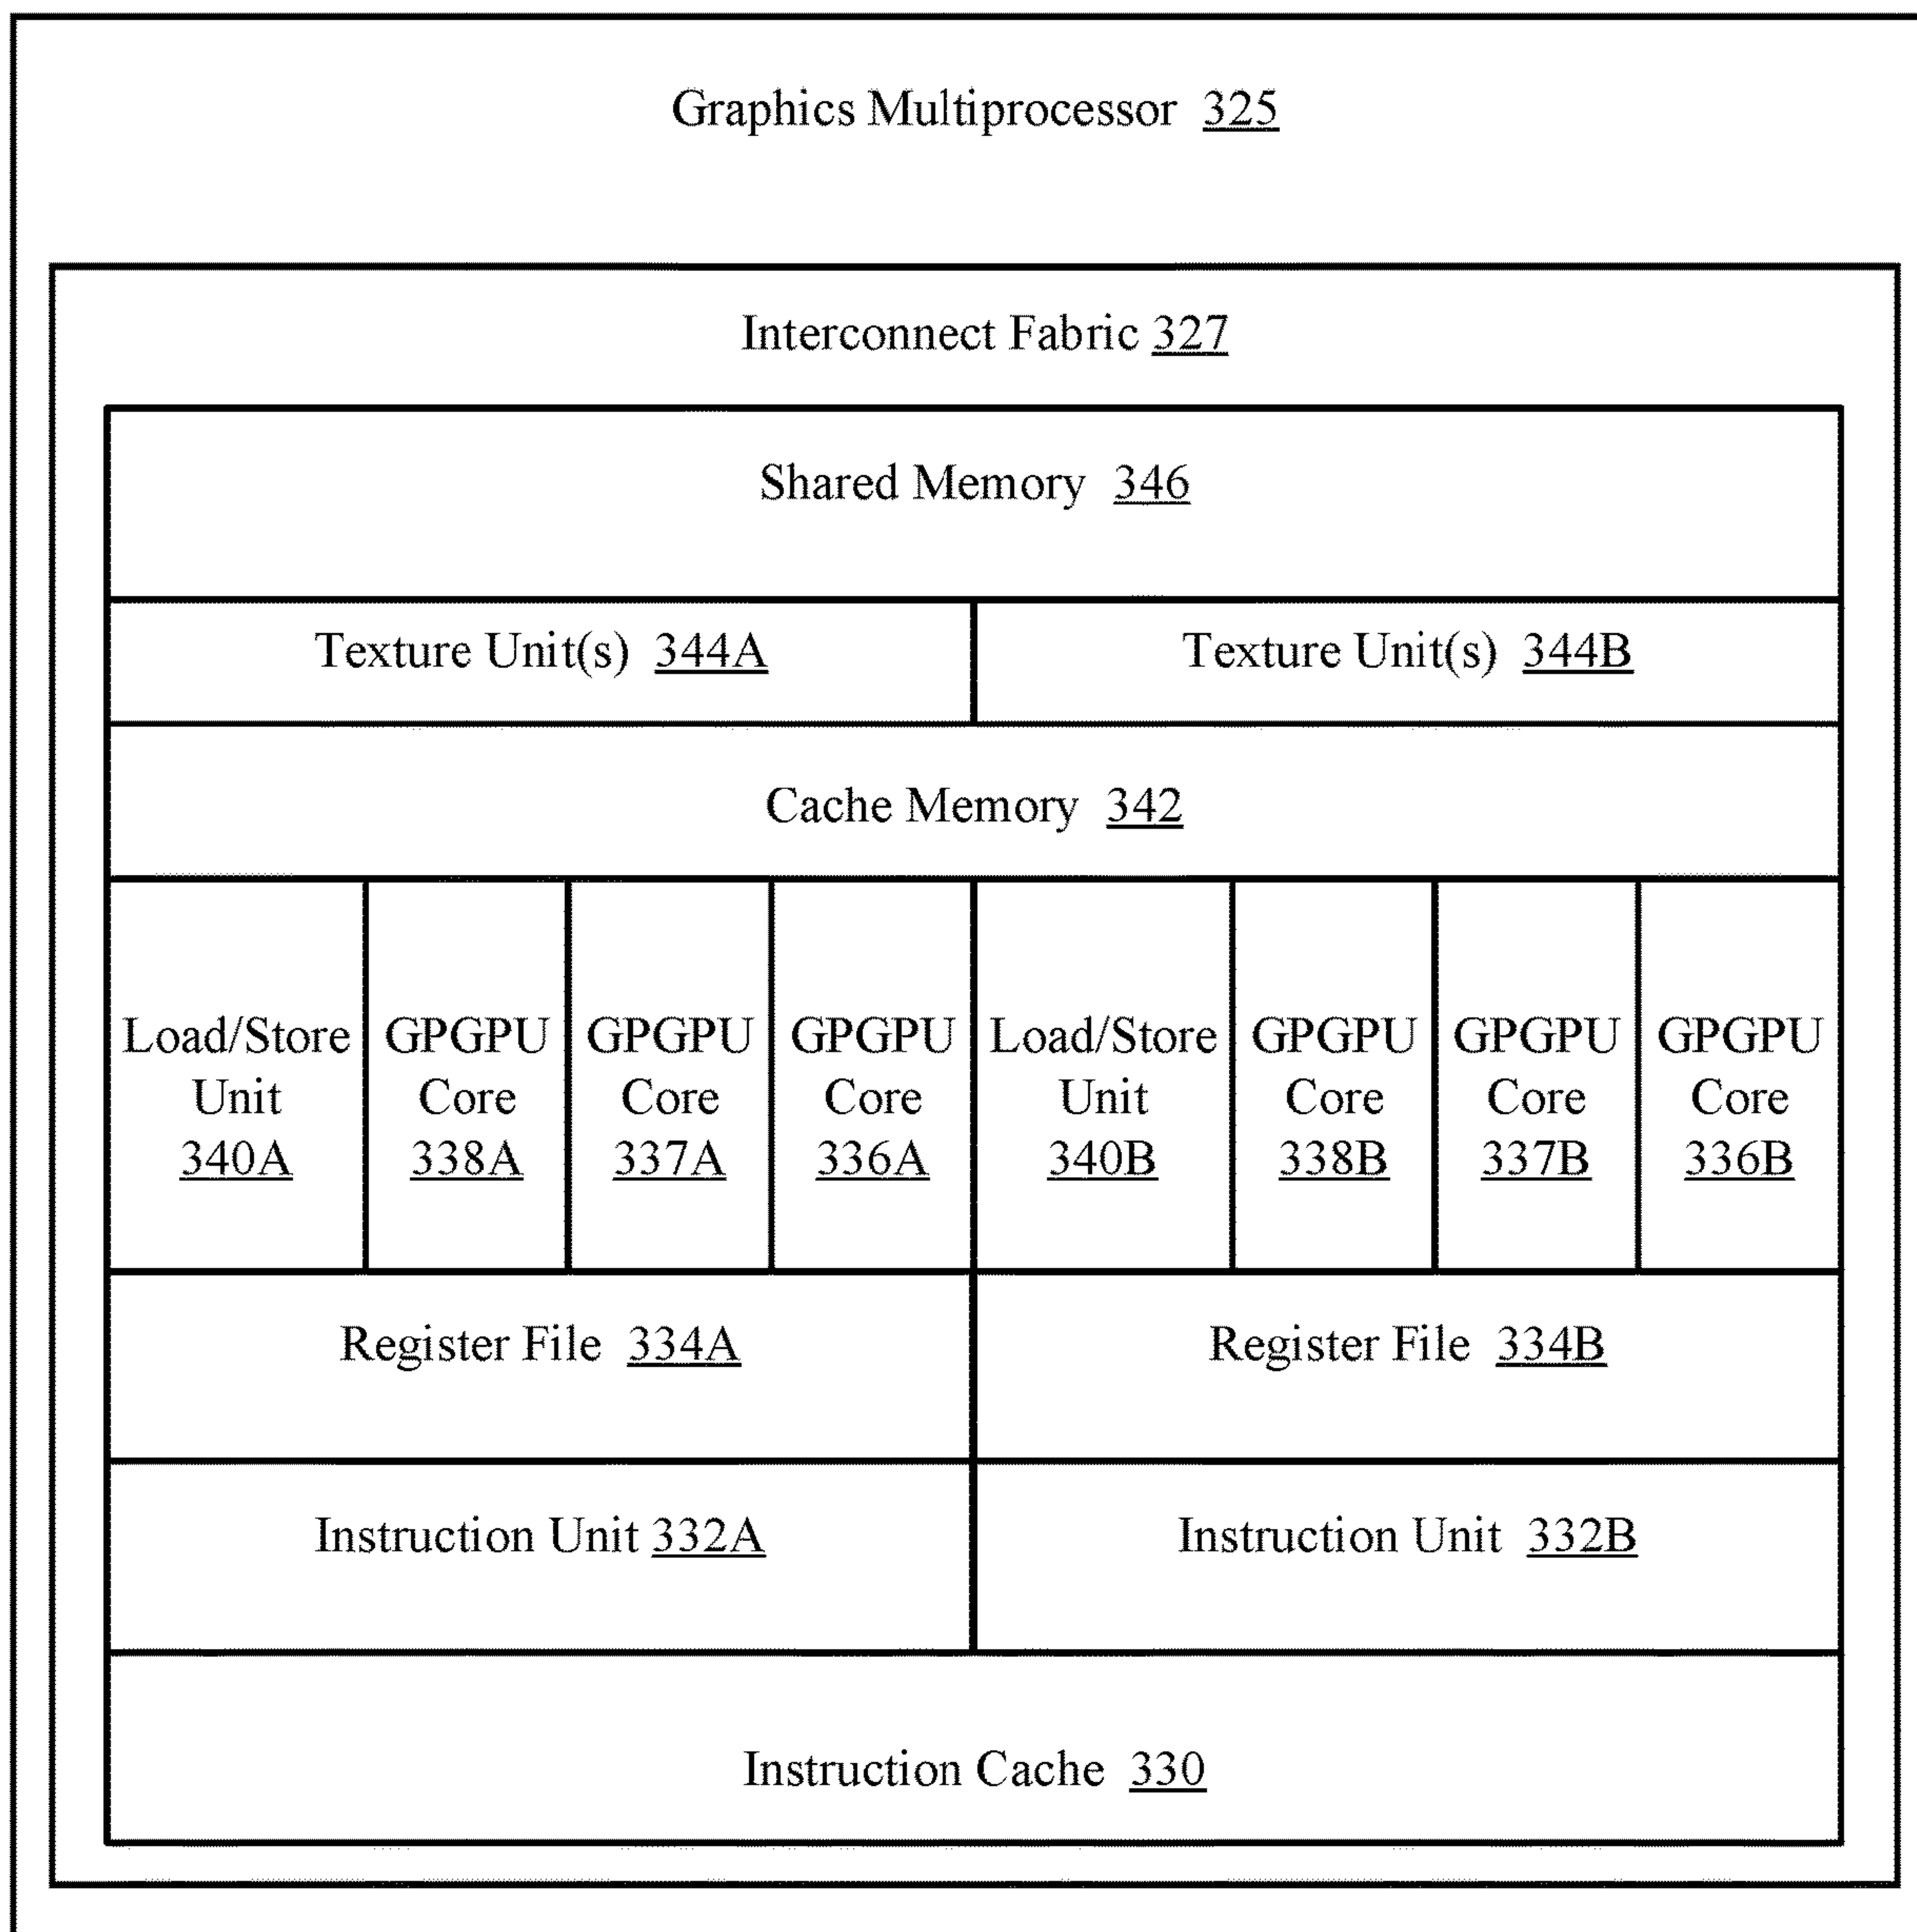 Graphics Multiprocessor 325
Interconnect Fabric 327
Shared Memory 346
Texture Unit(s) 344A
Texture Unit(s) 344B
Cache Memory 342
Load/Store
Unit
340A
GPGPU
Core
338A
GPGPU
Core
337A
GPGPU
Core
336A
Load/Store
Unit
340B
GPGPU
Core
338B
GPGPU
Core
337B
GPGPU
Core
336B
Register File 334A
Register File 334B
Instruction Unit 332A
Instruction Unit 332B
Instruction Cache 330